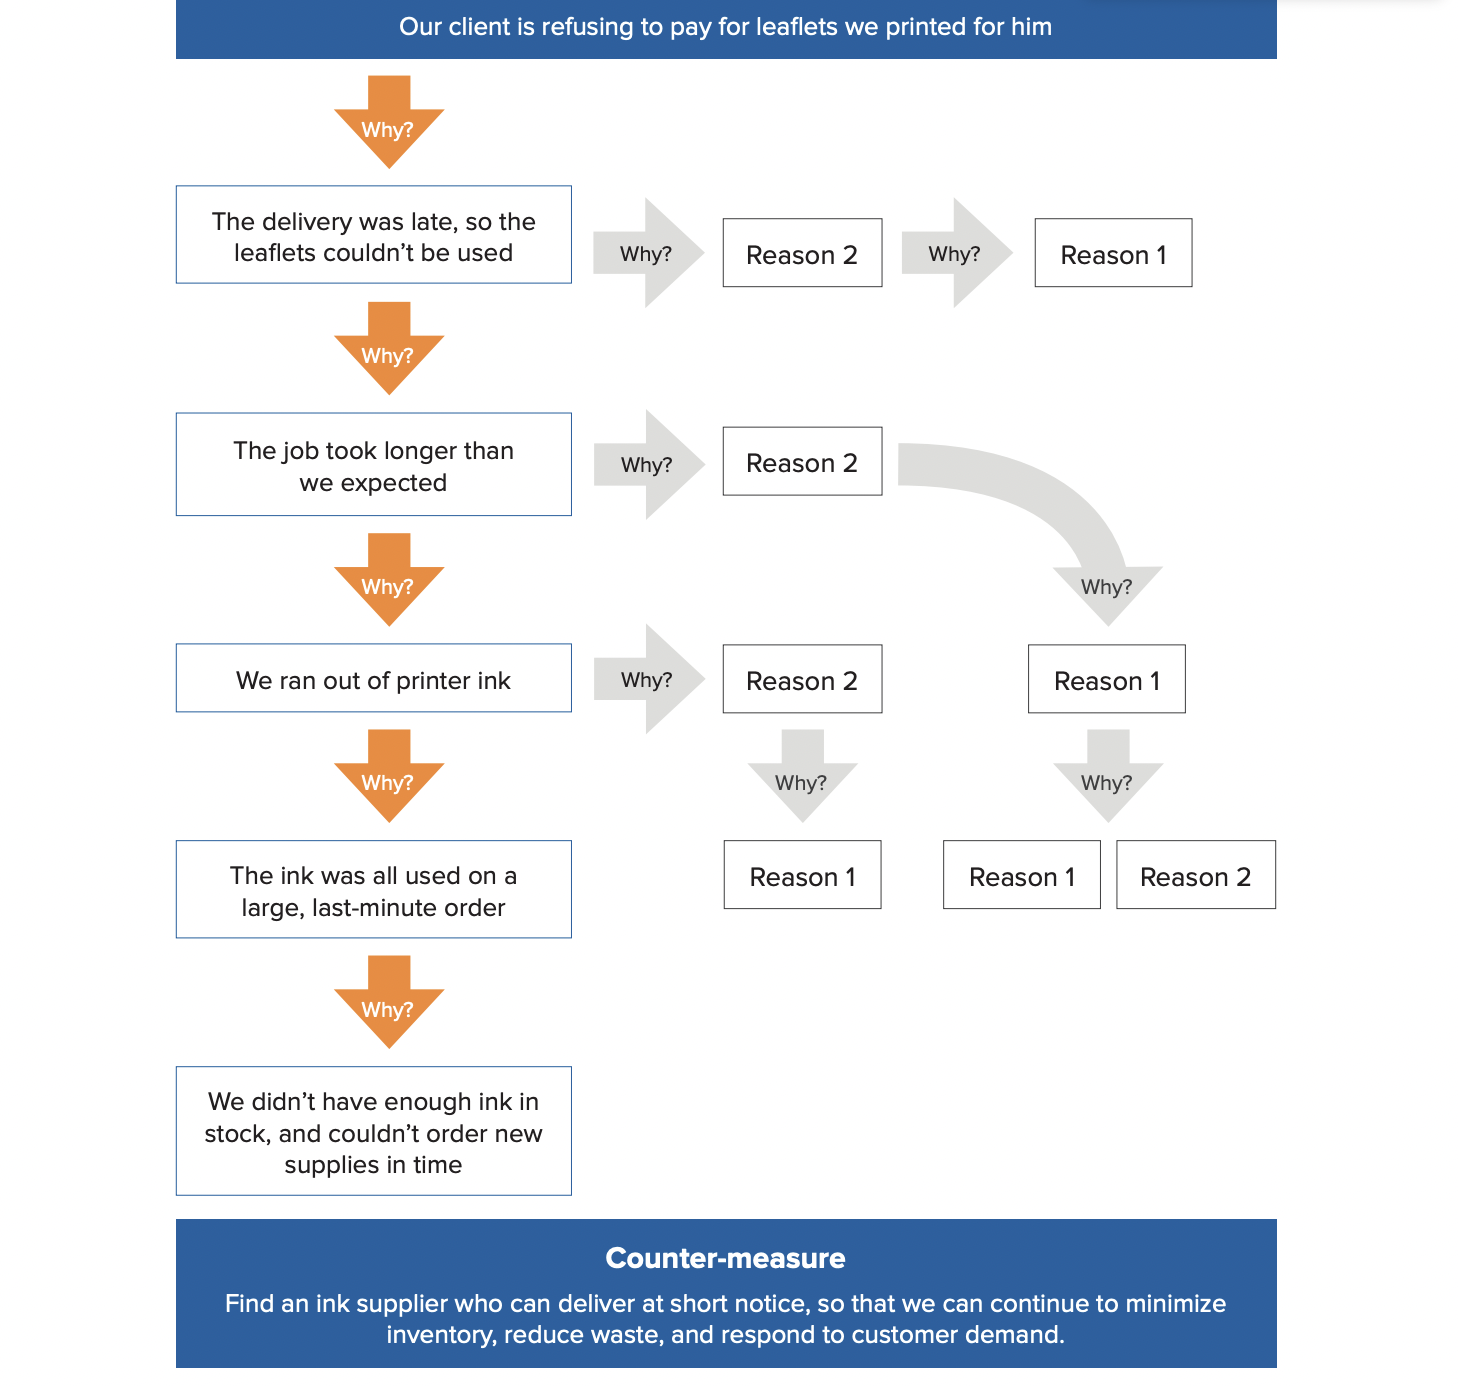 Our client is refusing to pay for leaflets we printed for him
Why?
The delivery was late, so the
leaflets couldn’t be used
Why?
Reason 2
Why?
Reason 1
Why?
The job took longer than
we expected
Why?
Reason 2
Why?
Why?
We ran out of printer ink
Why?
Reason 2
Reason 1
Why?
Why?
Why?
The ink was all used on a
large, last-minute order
Reason 1
Reason 1
Reason 2
Why?
We didn’t have enough ink in
stock, and couldn’t order new
supplies in time
Counter-measure
Find an ink supplier who can deliver at short notice, so that we can continue to minimize
inventory, reduce waste, and respond to customer demand.